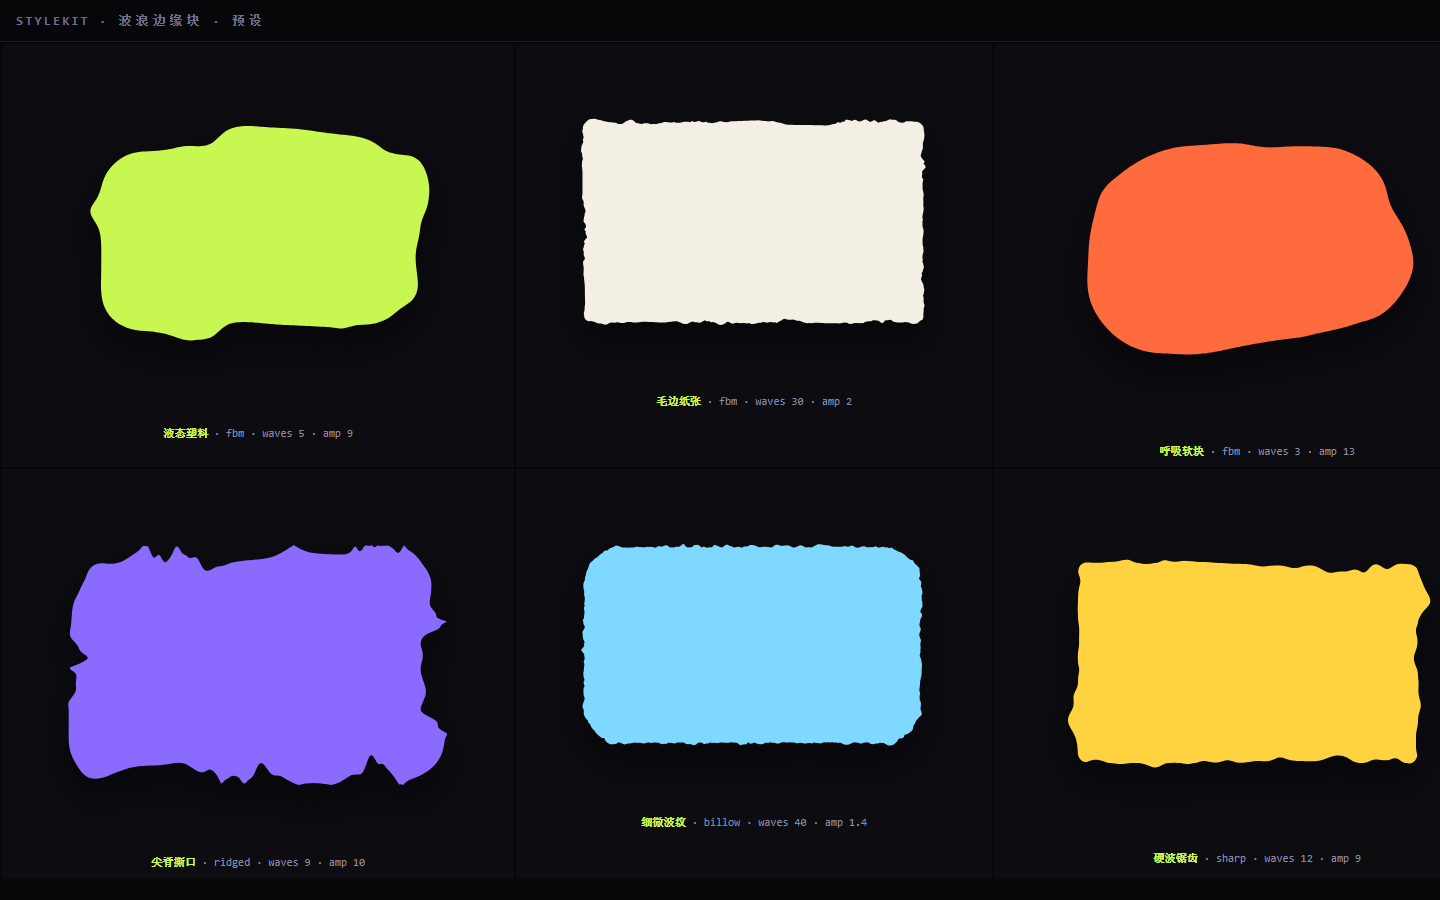 STYLEKIT · 波浪边缘块 · 预设
液态塑料 · fbm · waves 5 · amp 9
毛边纸张 · fbm · waves 30 · amp 2
呼吸软块 · fbm · waves 3 · amp 13
尖脊撕口 · ridged · waves 9 · amp 10
细微波纹 · billow · waves 40 · amp 1.4
硬波锯齿 · sharp · waves 12 · amp 9